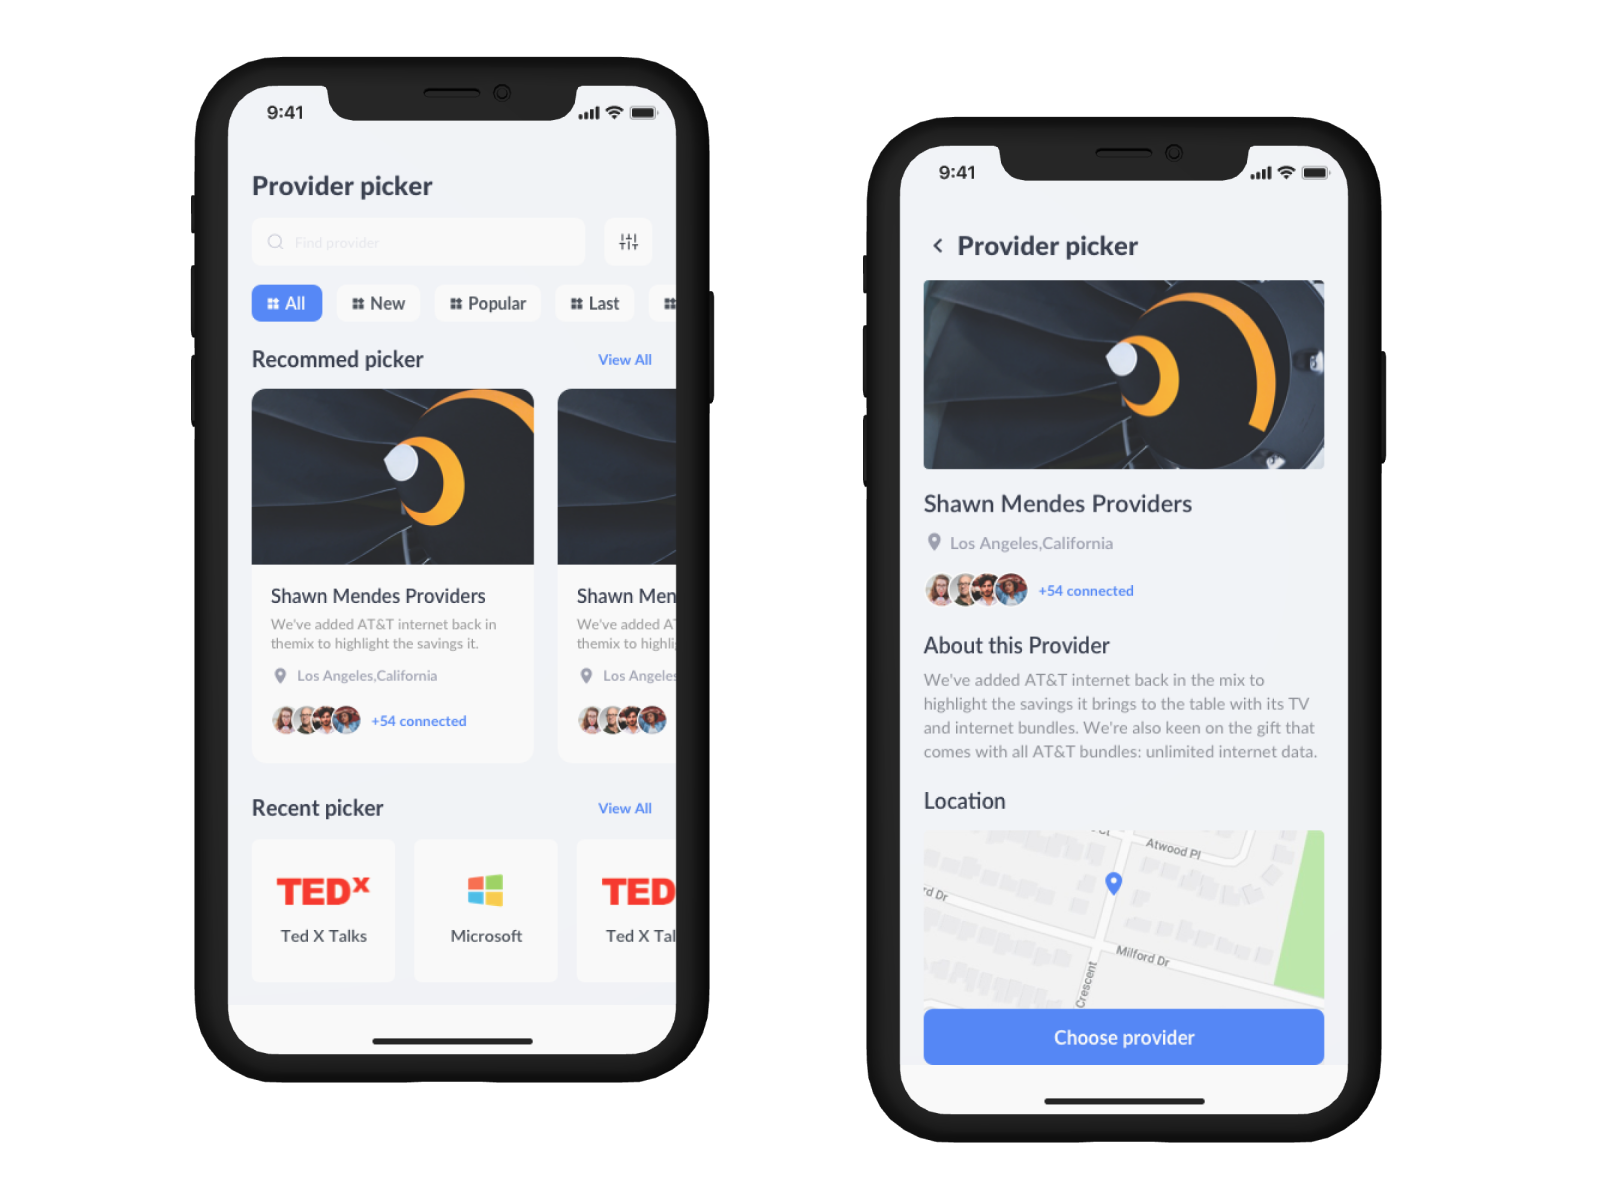 9:41
Provider picker
Find provider
All
New
Popular
Last
Recommed picker
View All
Shawn Mendes Providers
We've added AT&T internet back in
themix to highlight the savings it.
Los Angeles,California
+54 connected
Shawn Men
We've added AT
themix to highlig
Los Angeles
Recent picker
View All
TEDx
Ted X Talks
Microsoft
TED
Ted X Tal
9:41
Provider picker
Shawn Mendes Providers
Los Angeles,California
+54 connected
About this Provider
We've added AT&T internet back in the mix to
highlight the savings it brings to the table with its TV
and internet bundles. We're also keen on the gift that
comes with all AT&T bundles: unlimited internet data.
Location
Ct
Atwood Pl
rd Dr
Milford Dr
Crescent
Choose provider